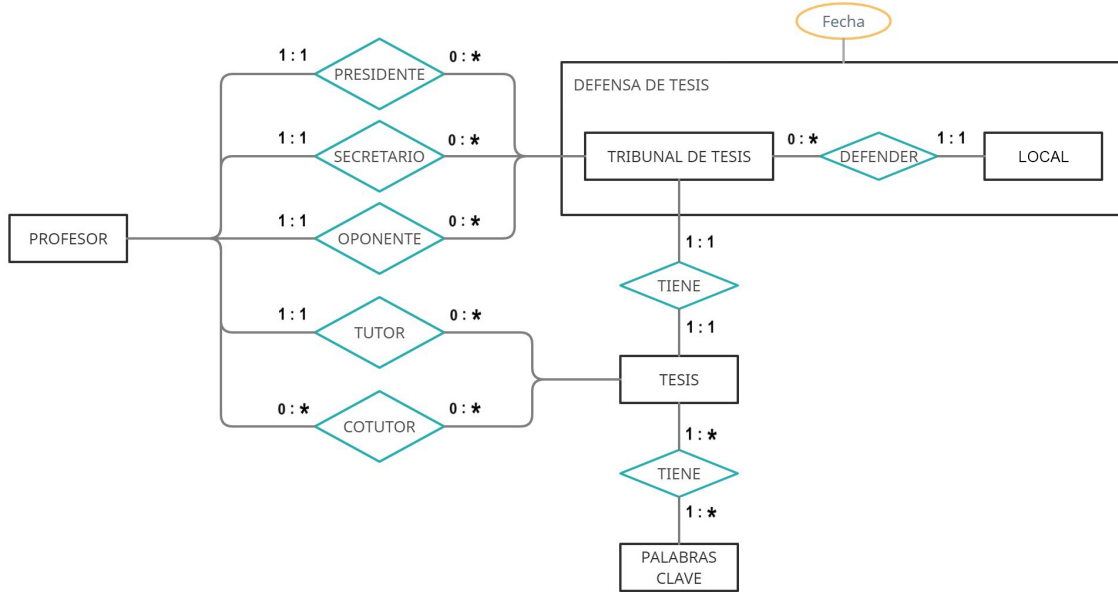 Fecha
1 : 1
0 : *
PRESIDENTE
DEFENSA DE TESIS
1 : 1
0 : *
SECRETARIO
TRIBUNAL DE TESIS
0 : *
DEFENDER
1 : 1
LOCAL
1 : 1
0 : *
OPONENTE
PROFESOR
1 : 1
TIENE
1 : 1
0 : *
TUTOR
1 : 1
TESIS
0 : *
0 : *
COTUTOR
1 : *
TIENE
1 : *
PALABRAS
CLAVE